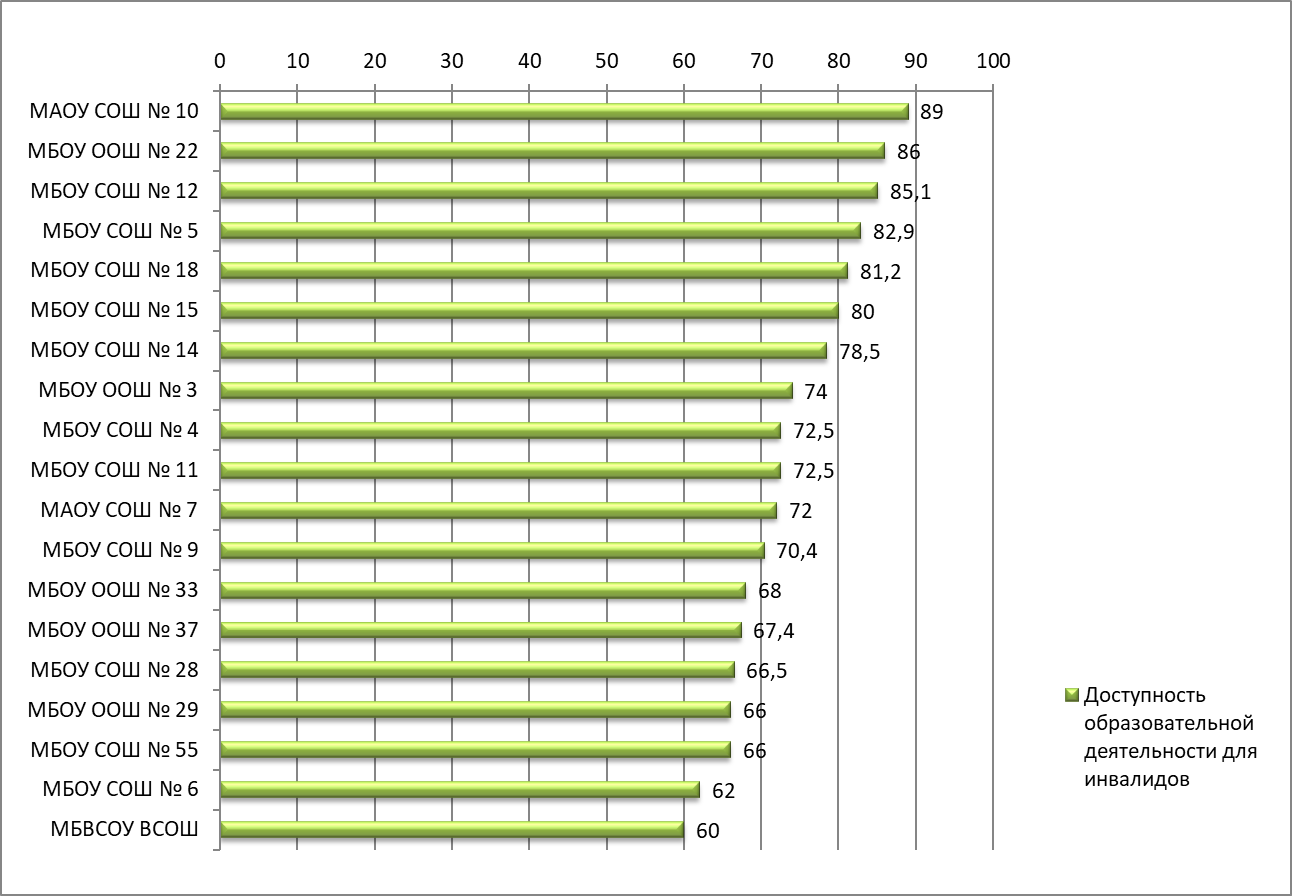 0 10 20 30 40 50 60 70 80 90 100
МАОУ СОШ № 10 89
МБОУ ООШ № 22 86
МБОУ СОШ № 12 85,1
МБОУ СОШ № 5 82,9
МБОУ СОШ № 18 81,2
МБОУ СОШ № 15 80
МБОУ СОШ № 14 78,5
МБОУ ООШ № 3 74
МБОУ СОШ № 4 72,5
МБОУ СОШ № 11 72,5
МАОУ СОШ № 7 72
МБОУ СОШ № 9 70,4
МБОУ ООШ № 33 68
МБОУ ООШ № 37 67,4
МБОУ СОШ № 28 66,5
МБОУ ООШ № 29 66
МБОУ СОШ № 55 66
МБОУ СОШ № 6 62
МБВСОУ ВСОШ 60
Доступность
образовательной
деятельности для
инвалидов